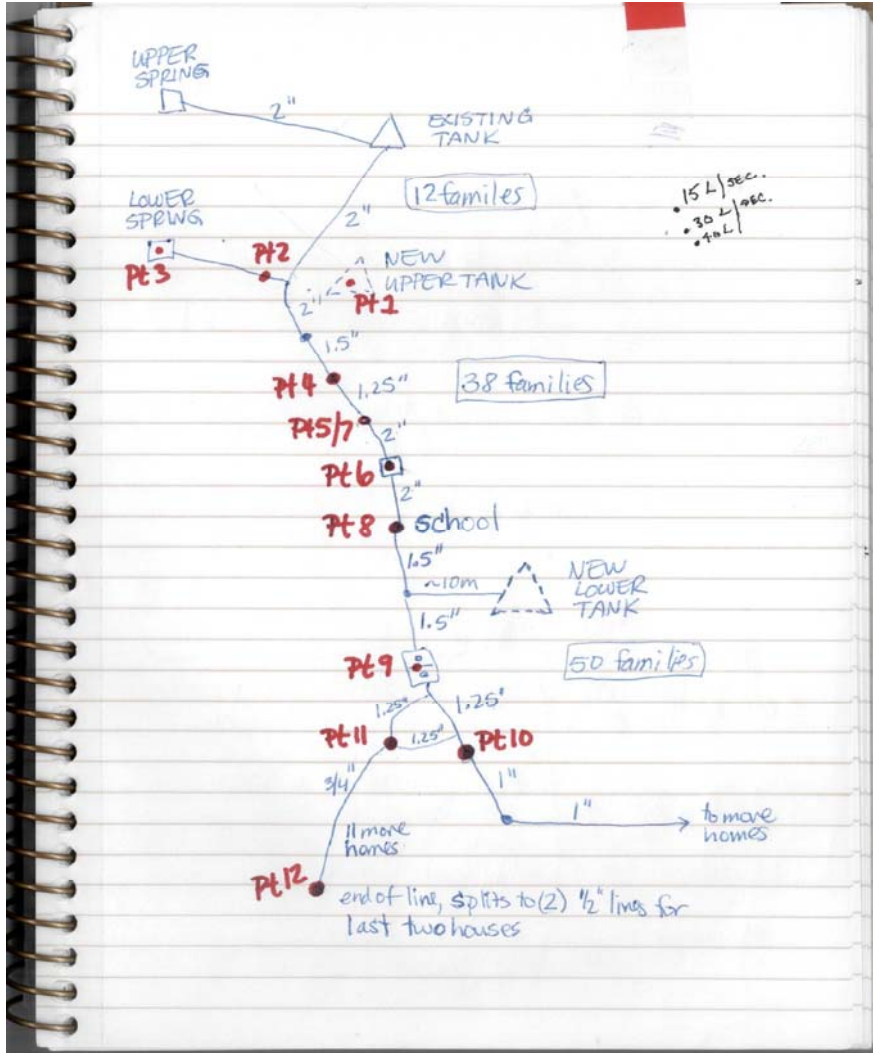 UPPER
SPRING
2"
EXISTING
TANK
12 familes
.15 L/SEC.
.30 L/SEC.
.40 L
LOWER
SPRING
2"
Pt2
Pt3
NEW
UPPER TANK
2"
Pt1
1.5"
Pt4
1.25"
38 families
Pt5/7
2"
Pt6
2"
Pt8
school
1.5"
~10m
NEW
LOWER
TANK
1.5"
Pt9
50 families
1.25"
1.25"
Pt11
1.25"
Pt10
3/4"
1"
1"
to more
homes
11 more
homes
Pt12
end of line, splits to (2) 1/2" lines for
last two houses